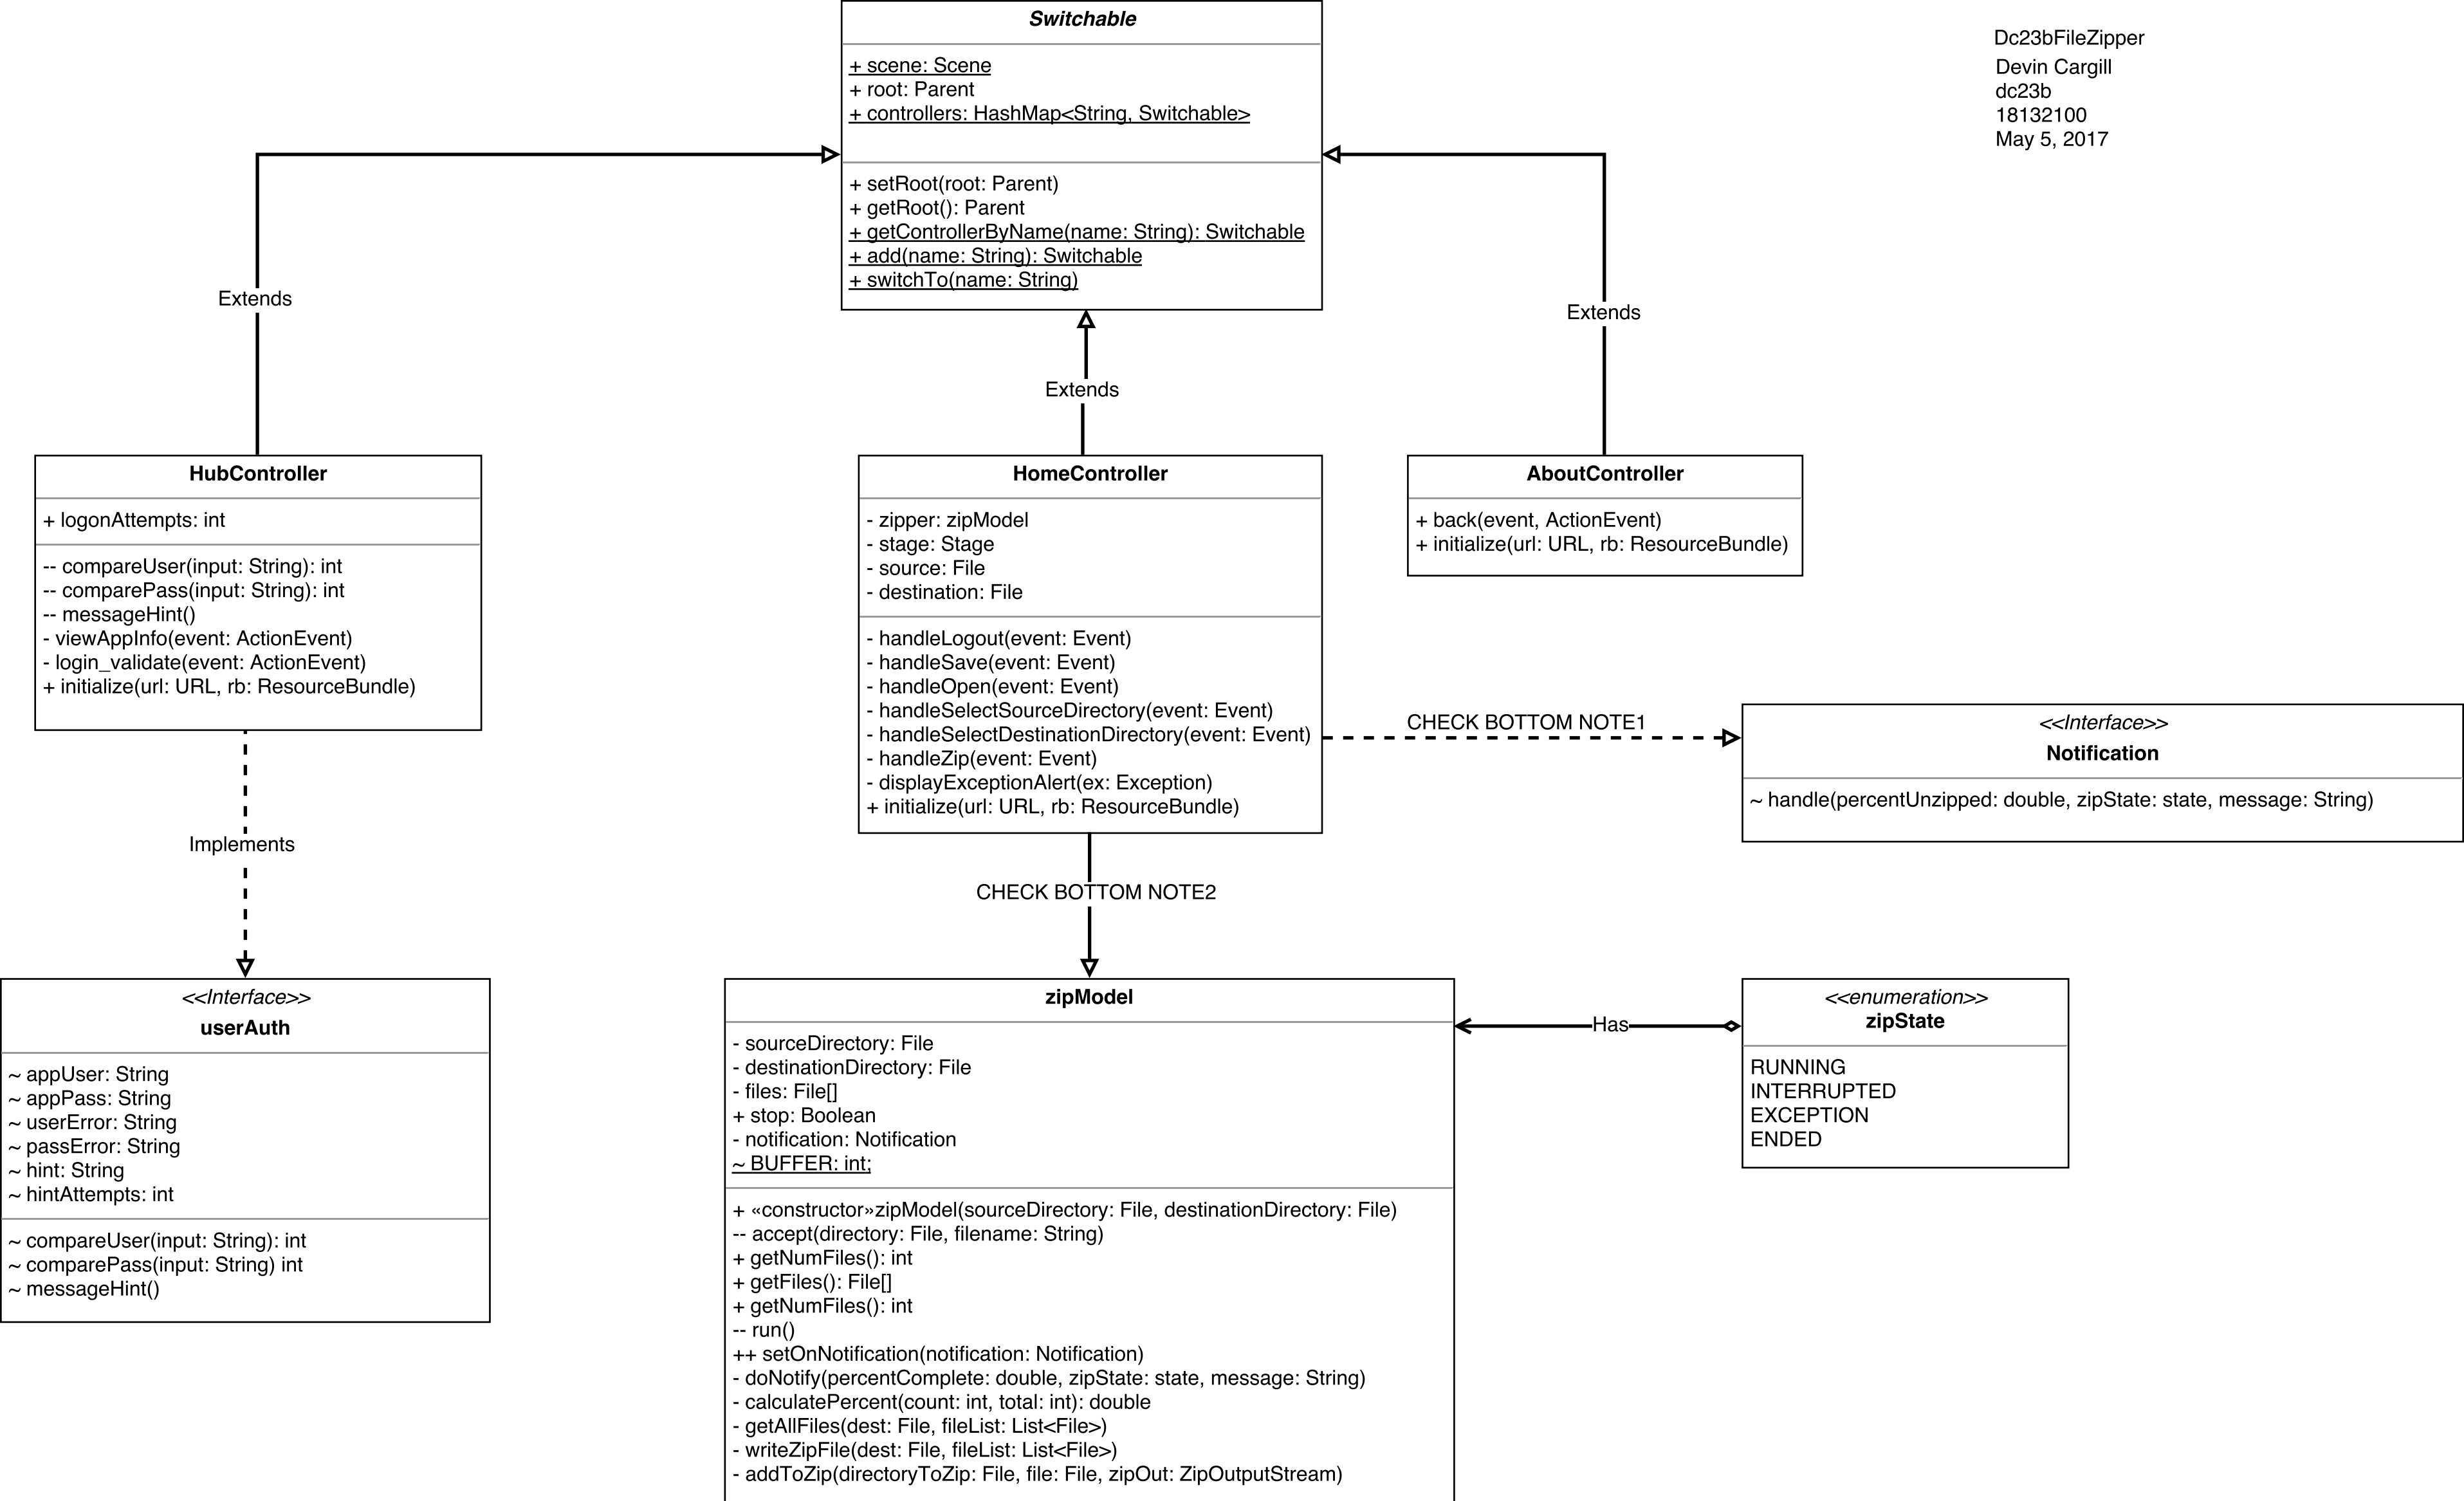 Switchable
+ scene: Scene
+ root: Parent
+ controllers: HashMap<String, Switchable>
+ setRoot(root: Parent)
+ getRoot(): Parent
+ getControllerByName(name: String): Switchable
+ add(name: String): Switchable
+ switchTo(name: String)
Dc23bFileZipper
Devin Cargill
dc23b
18132100
May 5, 2017
Extends
Extends
Extends
HubController
+ logonAttempts: int
-- compareUser(input: String): int
-- comparePass(input: String): int
-- messageHint()
- viewAppInfo(event: ActionEvent)
- login_validate(event: ActionEvent)
+ initialize(url: URL, rb: ResourceBundle)
HomeController
- zipper: zipModel
- stage: Stage
- source: File
- destination: File
- handleLogout(event: Event)
- handleSave(event: Event)
- handleOpen(event: Event)
- handleSelectSourceDirectory(event: Event)
- handleSelectDestinationDirectory(event: Event)
- handleZip(event: Event)
- displayExceptionAlert(ex: Exception)
+ initialize(url: URL, rb: ResourceBundle)
AboutController
+ back(event, ActionEvent)
+ initialize(url: URL, rb: ResourceBundle)
CHECK BOTTOM NOTE1
<<Interface>>
Notification
~ handle(percentUnzipped: double, zipState: state, message: String)
Implements
CHECK BOTTOM NOTE2
<<Interface>>
userAuth
~ appUser: String
~ appPass: String
~ userError: String
~ passError: String
~ hint: String
~ hintAttempts: int
~ compareUser(input: String): int
~ comparePass(input: String) int
~ messageHint()
zipModel
- sourceDirectory: File
- destinationDirectory: File
- files: File[]
+ stop: Boolean
- notification: Notification
~ BUFFER: int;
+ «constructor»zipModel(sourceDirectory: File, destinationDirectory: File)
-- accept(directory: File, filename: String)
+ getNumFiles(): int
+ getFiles(): File[]
+ getNumFiles(): int
-- run()
++ setOnNotification(notification: Notification)
- doNotify(percentComplete: double, zipState: state, message: String)
- calculatePercent(count: int, total: int): double
- getAllFiles(dest: File, fileList: List<File>)
- writeZipFile(dest: File, fileList: List<File>)
- addToZip(directoryToZip: File, file: File, zipOut: ZipOutputStream)
Has
<<enumeration>>
zipState
RUNNING
INTERRUPTED
EXCEPTION
ENDED